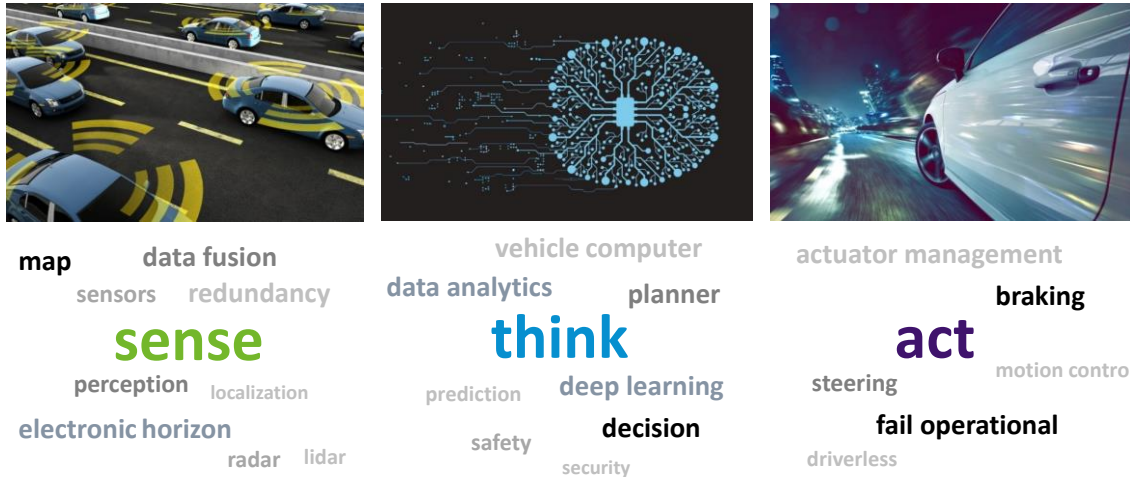 map
data fusion
sensors
redundancy
sense
perception
localization
electronic horizon
radar
lidar
vehicle computer
data analytics
planner
think
prediction
deep learning
decision
safety
security
actuator management
braking
act
motion contro
steering
fail operational
driverless